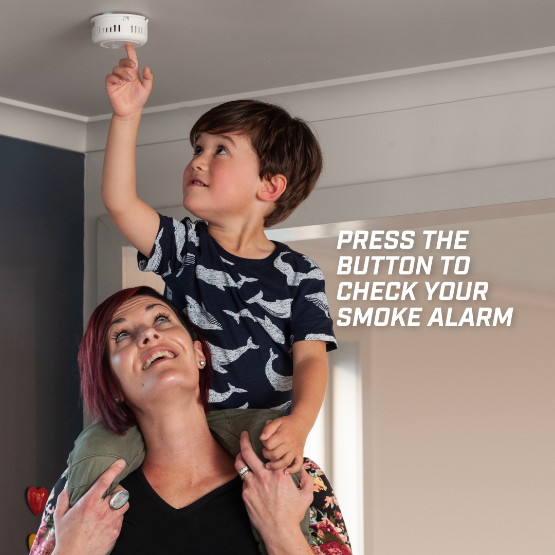 PRESS THE
BUTTON TO
CHECK YOUR
SMOKE ALARM